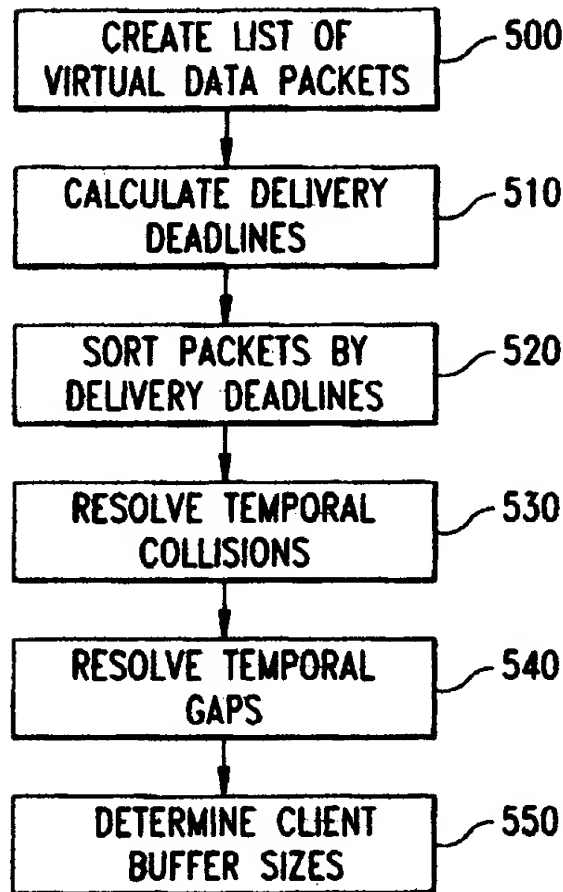 CREATE LIST OF
VIRTUAL DATA PACKETS
500
CALCULATE DELIVERY
DEADLINES
510
SORT PACKETS BY
DELIVERY DEADLINES
520
RESOLVE TEMPORAL
COLLISIONS
530
RESOLVE TEMPORAL
GAPS
540
DETERMINE CLIENT
BUFFER SIZES
550